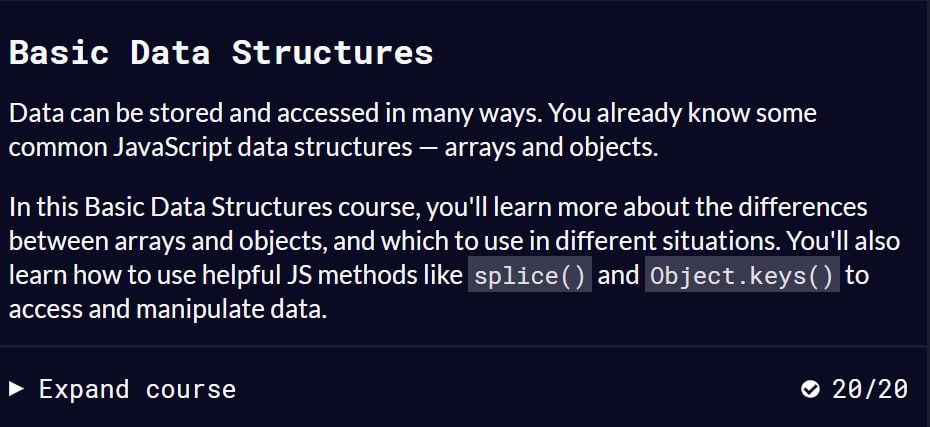 Basic Data Structures
Data can be stored and accessed in many ways. You already know some
common JavaScript data structures — arrays and objects.
In this Basic Data Structures course, you'll learn more about the differences
between arrays and objects, and which to use in different situations. You'll also
learn how to use helpful JS methods like splice() and Object.keys() to
access and manipulate data.
Expand course 20/20